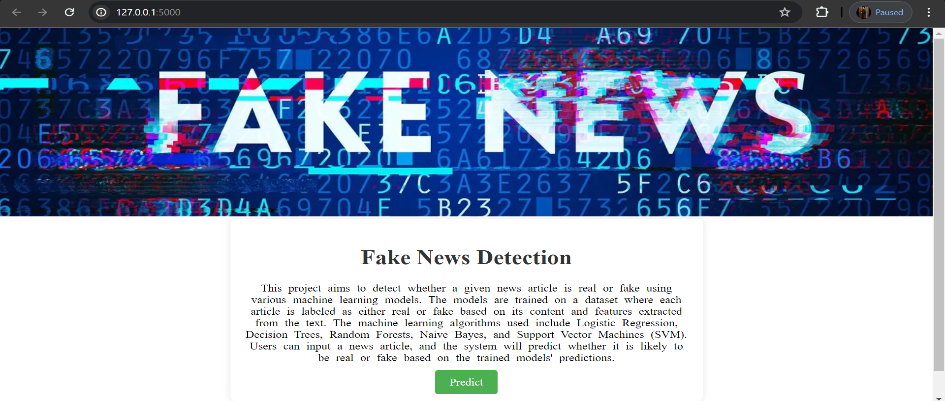 127.0.0.1:5000
Paused
FAKE NEWS
Fake News Detection
This project aims to detect whether a given news article is real or fake using
various machine learning models. The models are trained on a dataset where each
article is labeled as either real or fake based on its content and features extracted
from the text. The machine learning algorithms used include Logistic Regression,
Decision Trees, Random Forests, Naive Bayes, and Support Vector Machines (SVM).
Users can input a news article, and the system will predict whether it is likely to
be real or fake based on the trained models' predictions.
Predict